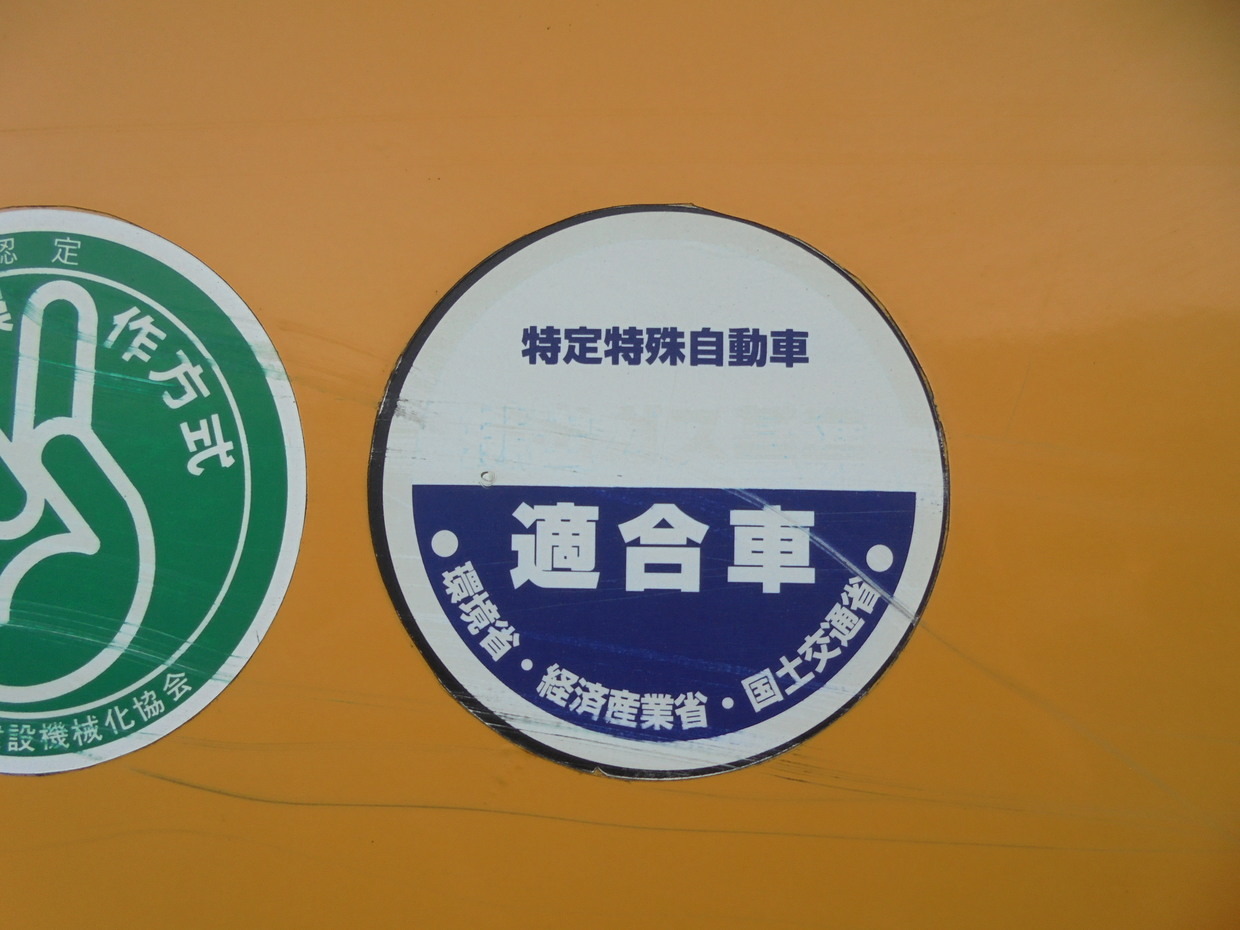 認定
作方式
設機械化協会
特定特殊自動車
適合車
環境省・経済産業省・国土交通省